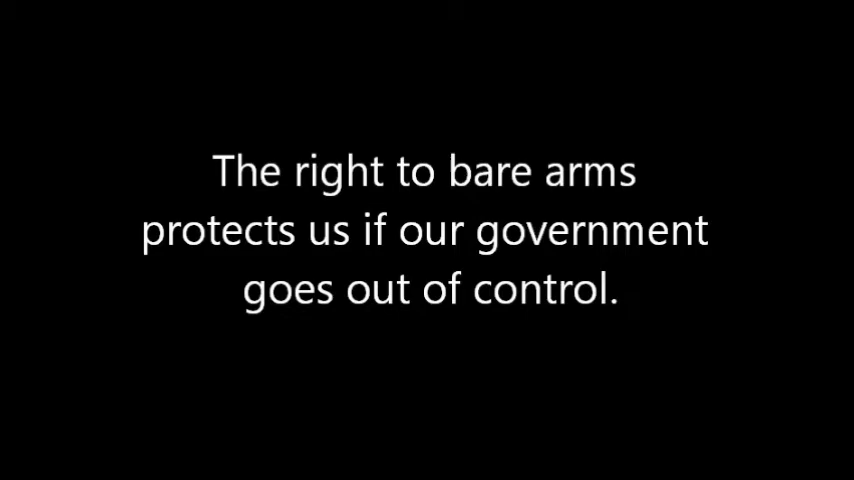 The right to bare arms
protects us if our government
goes out of control.